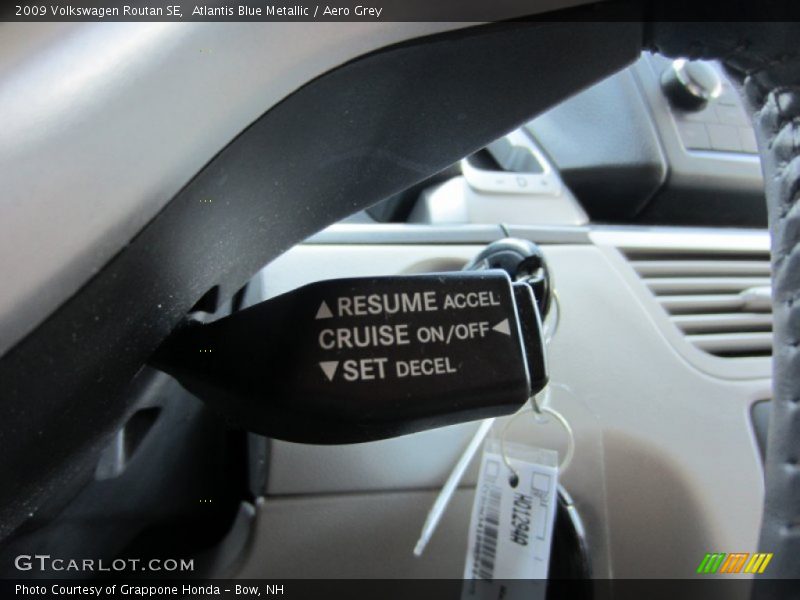 2009 Volkswagen Routan SE, Atlantis Blue Metallic / Aero Grey
▲RESUME ACCEL
CRUISE ON/OFF◀
▼SET DECEL
GTCARLOT.COM
Photo Courtesy of Grappone Honda - Bow, NH